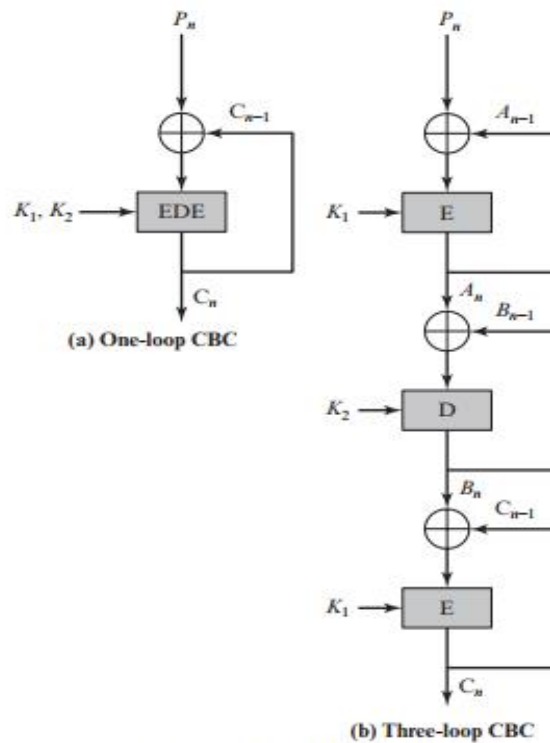 Pn
Cn−1
K1, K2
EDE
Cn
(a) One-loop CBC
Pn
An−1
K1
E
An
Bn−1
K2
D
Bn
Cn−1
K1
E
Cn
(b) Three-loop CBC